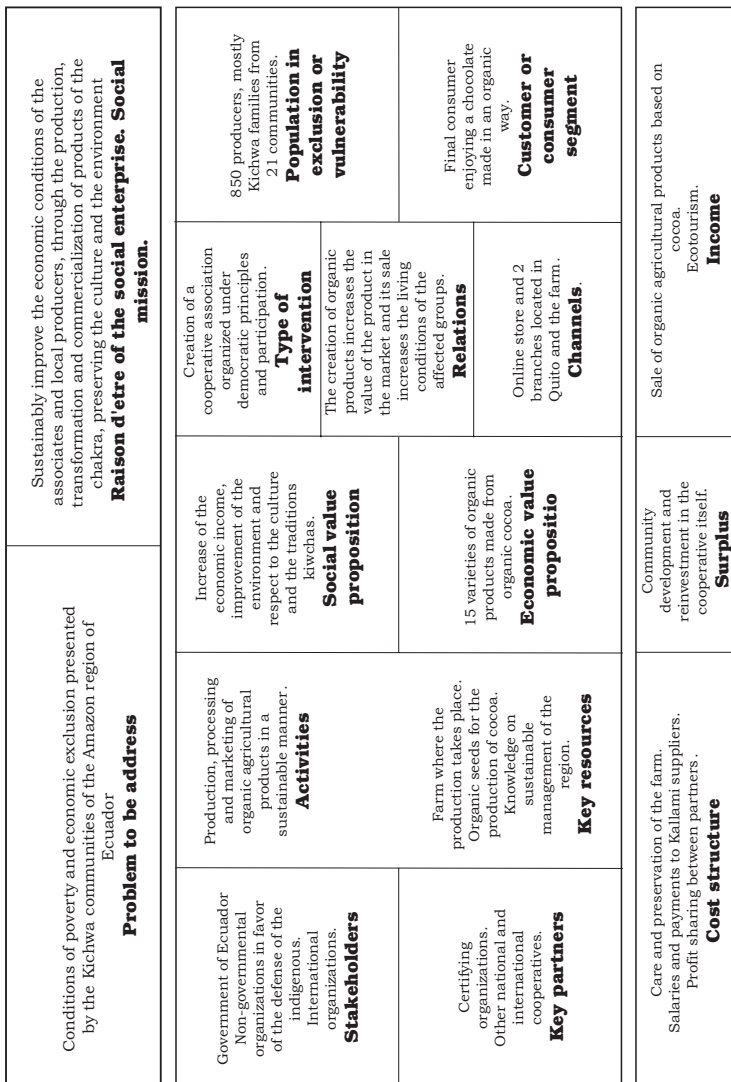 Conditions of poverty and economic exclusion presented
by the Kichwa communities of the Amazon region of
Ecuador
Problem to be address
Sustainably improve the economic conditions of the
associates and local producers, through the production,
transformation and commercialization of products of the
chakra, preserving the culture and the environment
Raison d'etre of the social enterprise. Social
mission.
Government of Ecuador
Non-governmental
organizations in favor
of the defense of the
indigenous.
International
organizations.
Stakeholders
Certifying
organizations.
Other national and
international
cooperatives.
Key partners
Production, processing
and marketing of
organic agricultural
products in a
sustainable manner.
Activities
Farm where the
production takes place.
Organic seeds for the
production of cocoa.
Knowledge on
sustainable
management of the
region.
Key resources
Increase of the
economic income,
improvement of the
environment and
respect to the culture
and the traditions
kiwchas.
Social value
proposition
15 varieties of organic
products made from
organic cocoa.
Economic value
propositio
Creation of a
cooperative association
organized under
democratic principles
and participation.
Type of
intervention
The creation of organic
products increases the
value of the product in
the market and its sale
increases the living
conditions of the
affected groups.
Relations
Online store and 2
branches located in
Quito and the farm.
Channels.
850 producers, mostly
Kichwa families from
21 communities.
Population in
exclusion or
vulnerability
Final consumer
enjoying a chocolate
made in an organic
way.
Customer or
consumer
segment
Care and preservation of the farm.
Salaries and payments to Kallami suppliers.
Profit sharing between partners.
Cost structure
Community
development and
reinvestment in the
cooperative itself.
Surplus
Sale of organic agricultural products based on
cocoa.
Ecotourism.
Income